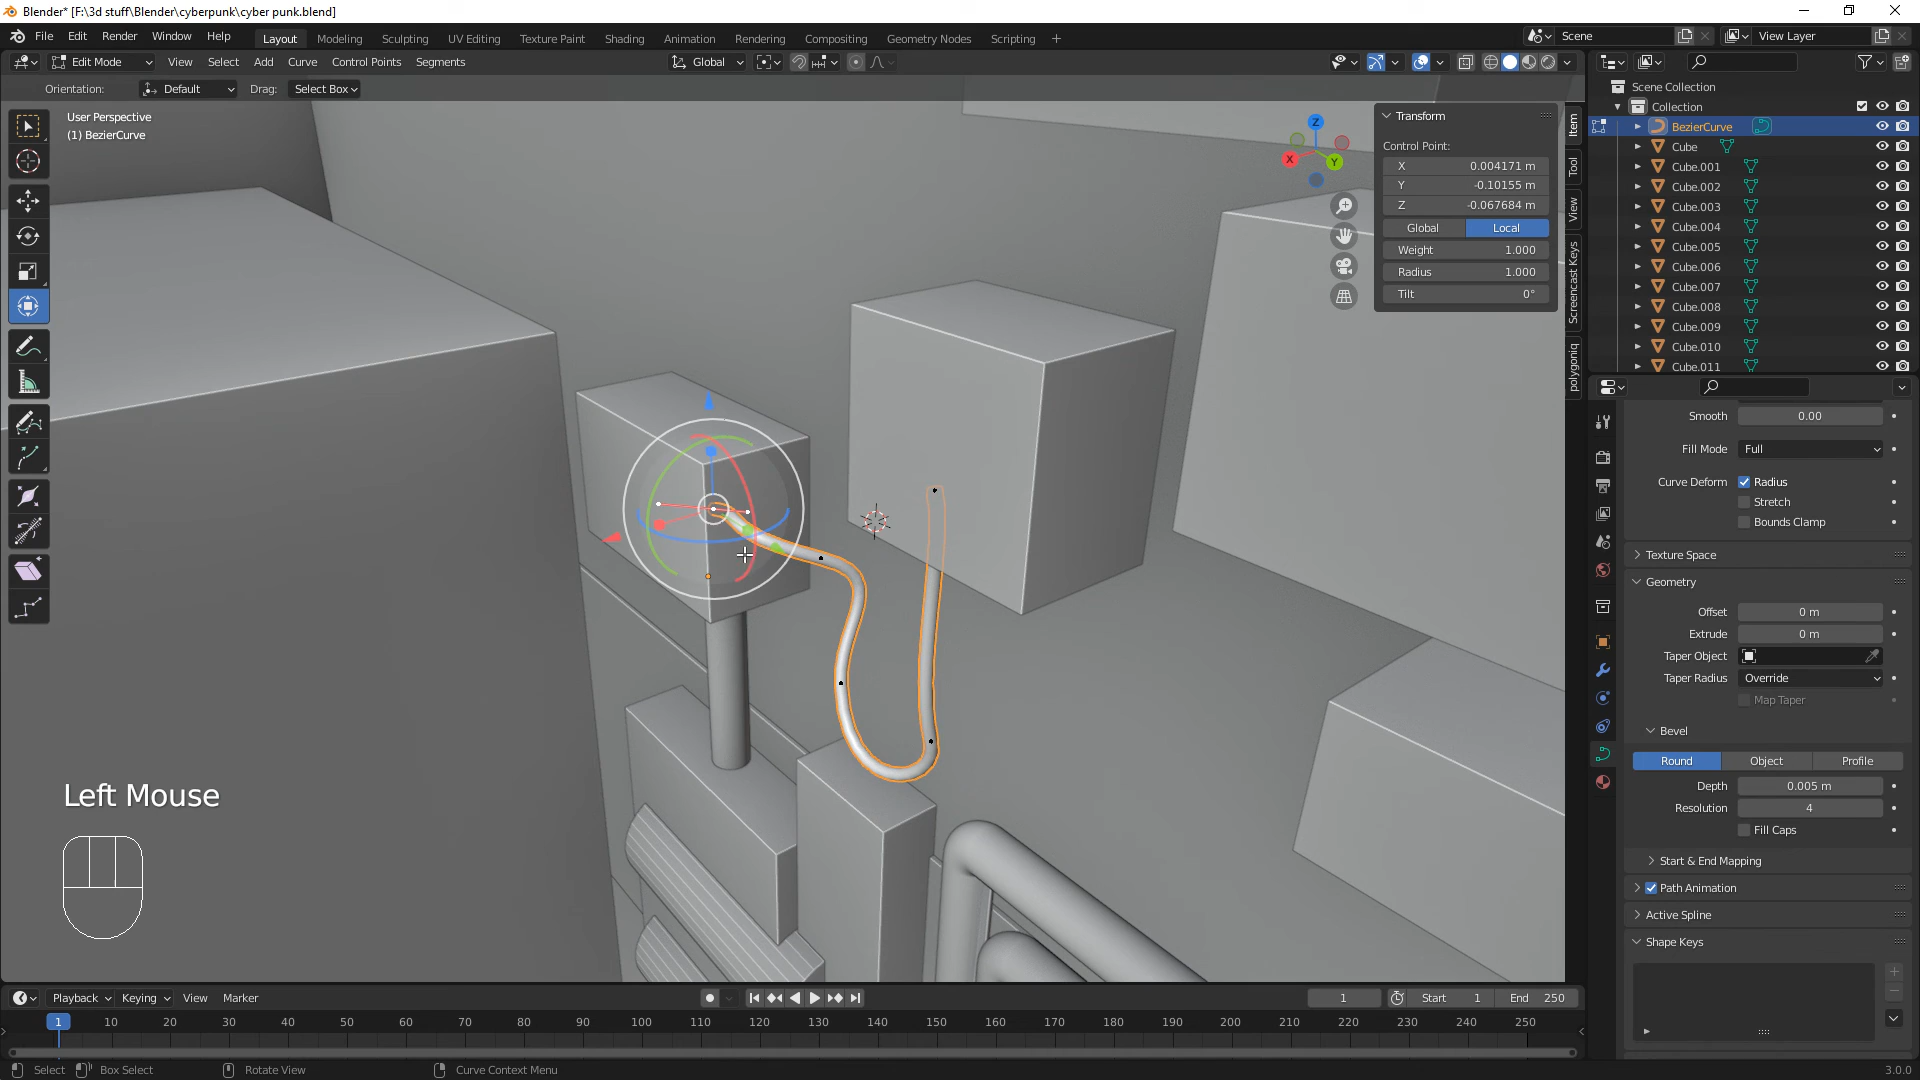 Blender* [F:\3d stuff\Blender\cyberpunk\cyber punk.blend]
File Edit Render Window Help Layout Modeling Sculpting UV Editing Texture Paint Shading Animation Rendering Compositing Geometry Nodes Scripting + Scene View Layer
Edit Mode View Select Add Curve Control Points Segments Global
Orientation: Default Drag: Select Box
User Perspective
(1) BezierCurve
Z
X
Y
Transform
Control Point:
X 0.004171 m
Y -0.10155 m
Z -0.067684 m
Global Local
Weight 1.000
Radius 1.000
Tilt 0°
Item
Tool
View
Screencast Keys
polygoniq
Scene Collection
Collection
BezierCurve
Cube
Cube.001
Cube.002
Cube.003
Cube.004
Cube.005
Cube.006
Cube.007
Cube.008
Cube.009
Cube.010
Cube.011
Smooth 0.00
Fill Mode Full
Curve Deform Radius
Stretch
Bounds Clamp
Texture Space
Geometry
Offset 0 m
Extrude 0 m
Taper Object
Taper Radius Override
Map Taper
Bevel
Round Object Profile
Depth 0.005 m
Resolution 4
Fill Caps
Start & End Mapping
Path Animation
Active Spline
Shape Keys
Left Mouse
Playback Keying View Marker 1 Start 1 End 250
1 10 20 30 40 50 60 70 80 90 100 110 120 130 140 150 160 170 180 190 200 210 220 230 240 250
Select Box Select Rotate View Curve Context Menu 3.0.0